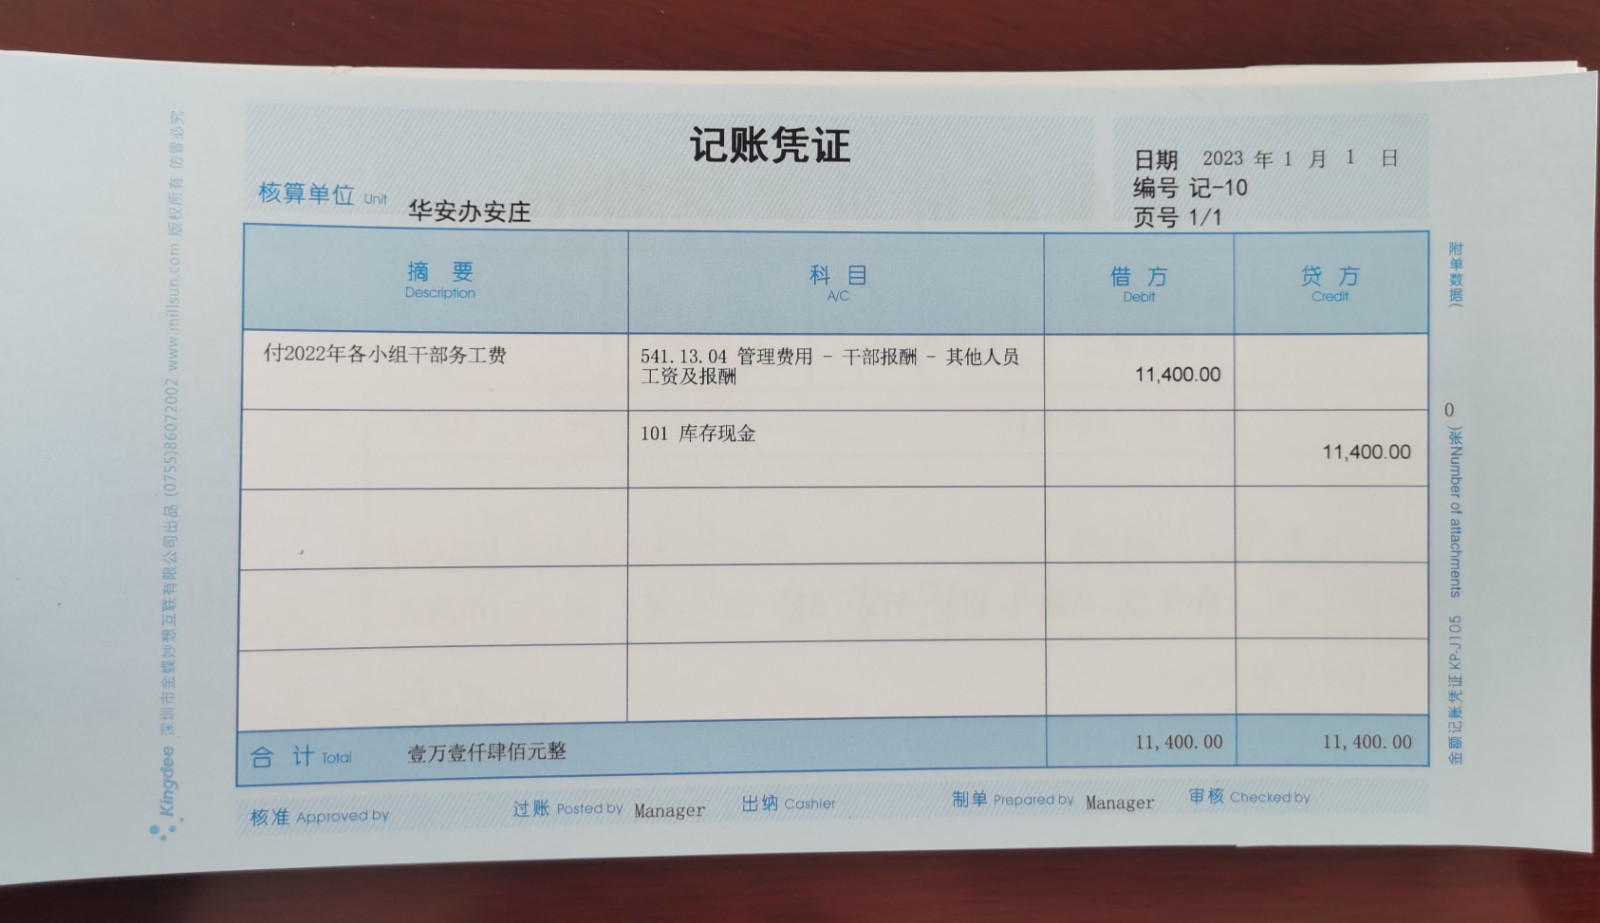 记账凭证
日期 2023 年 1 月 1 日
编号 记-10
页号 1/1
核算单位 Unit 华安办安庄
摘 要 科 目 借 方 贷 方
Description A/C Debit Credit
付2022年各小组干部务工费 541.13.04 管理费用 - 干部报酬 - 其他人员
工资及报酬 11,400.00
101 库存现金 11,400.00
合 计 Total 壹万壹仟肆佰元整 11,400.00 11,400.00
核准 Approved by 过账 Posted by Manager 出纳 Cashier 制单 Prepared by Manager 审核 Checked by
附单数据( 0 )张Number of attachments 金额记账凭证 KP-J105
Kingdee 深圳市金蝶妙想互联有限公司出品 (0755)86072002 www.millsun.com 版权所有 仿冒必究